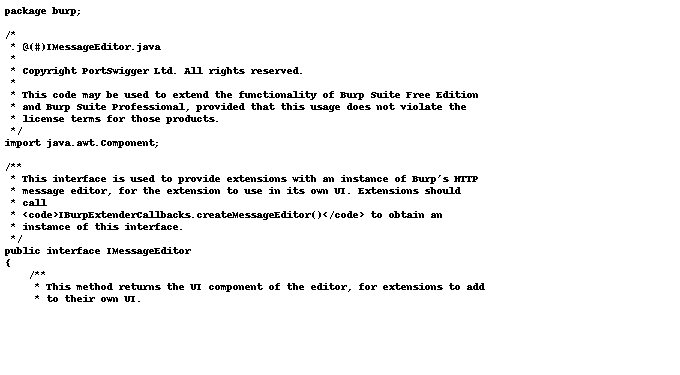 package burp;

/*
 * @(#)IMessageEditor.java
 *
 * Copyright PortSwigger Ltd. All rights reserved.
 *
 * This code may be used to extend the functionality of Burp Suite Free Edition
 * and Burp Suite Professional, provided that this usage does not violate the
 * license terms for those products.
 */
import java.awt.Component;

/**
 * This interface is used to provide extensions with an instance of Burp's HTTP
 * message editor, for the extension to use in its own UI. Extensions should
 * call
 * <code>IBurpExtenderCallbacks.createMessageEditor()</code> to obtain an
 * instance of this interface.
 */
public interface IMessageEditor
{
    /**
     * This method returns the UI component of the editor, for extensions to add
     * to their own UI.